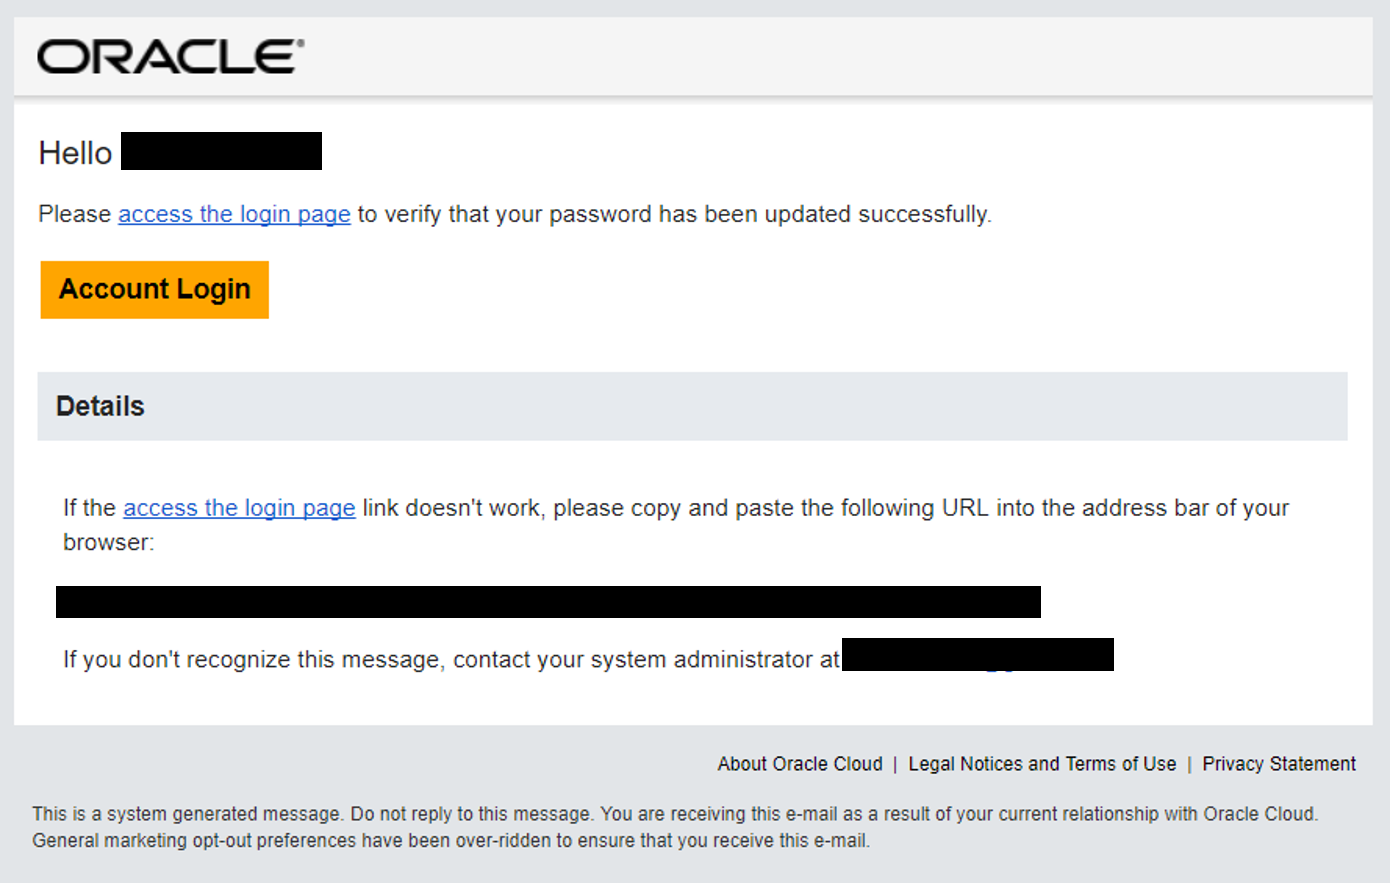 ORACLE®
Hello
Please access the login page to verify that your password has been updated successfully.
Account Login
Details
If the access the login page link doesn't work, please copy and paste the following URL into the address bar of your
browser:
If you don't recognize this message, contact your system administrator at
About Oracle Cloud | Legal Notices and Terms of Use | Privacy Statement
This is a system generated message. Do not reply to this message. You are receiving this e-mail as a result of your current relationship with Oracle Cloud.
General marketing opt-out preferences have been over-ridden to ensure that you receive this e-mail.